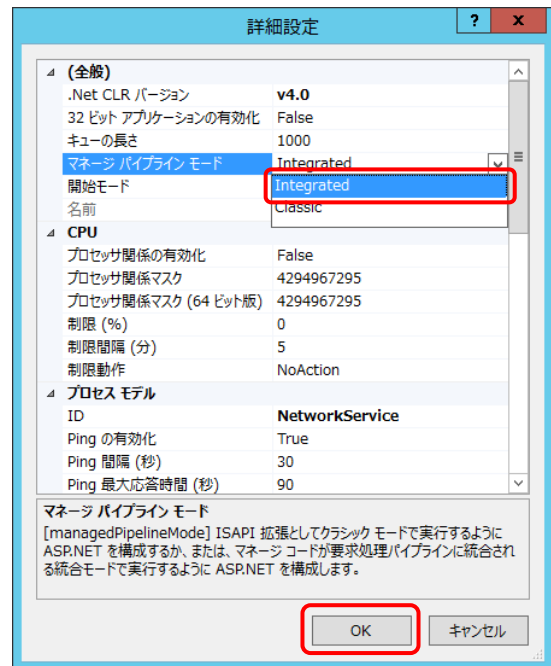 詳細設定
? x
(全般)
.Net CLR バージョン v4.0
32 ビット アプリケーションの有効化 False
キューの長さ 1000
マネージ パイプライン モード Integrated
開始モード Integrated
名前 Classic
CPU
プロセッサ関係の有効化 False
プロセッサ関係マスク 4294967295
プロセッサ関係マスク (64 ビット版) 4294967295
制限 (%) 0
制限間隔 (分) 5
制限動作 NoAction
プロセス モデル
ID NetworkService
Ping の有効化 True
Ping 間隔 (秒) 30
Ping 最大応答時間 (秒) 90
マネージ パイプライン モード
[managedPipelineMode] ISAPI 拡張としてクラシック モードで実行するように
ASP.NET を構成するか、または、マネージ コードが要求処理パイプラインに統合され
る統合モードで実行するように ASP.NET を構成します。
OK キャンセル